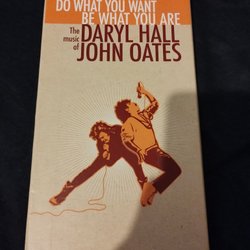 DO WHAT YOU WANT
BE WHAT YOU ARE
The music of
DARYL HALL
JOHN OATES